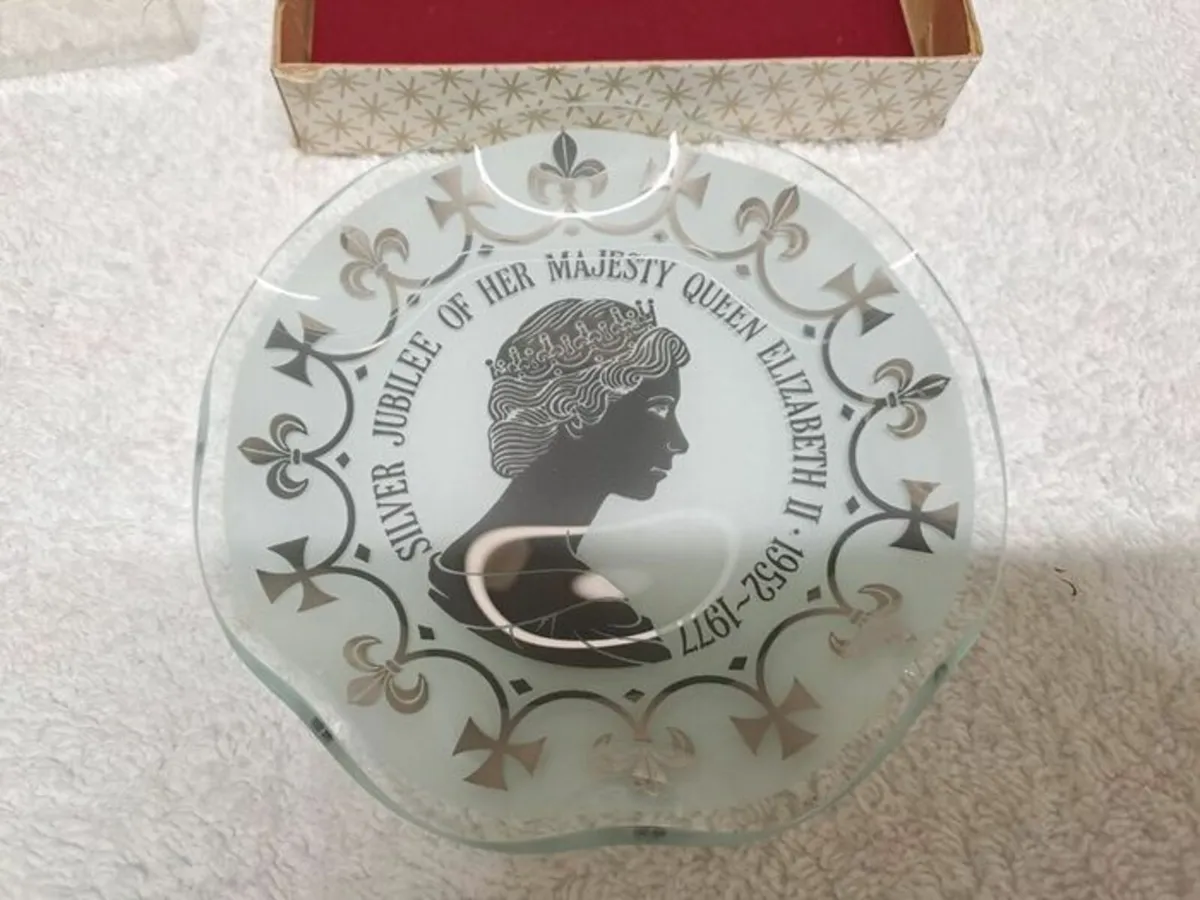 SILVER JUBILEE OF HER MAJESTY QUEEN ELIZABETH II · 1952~1977